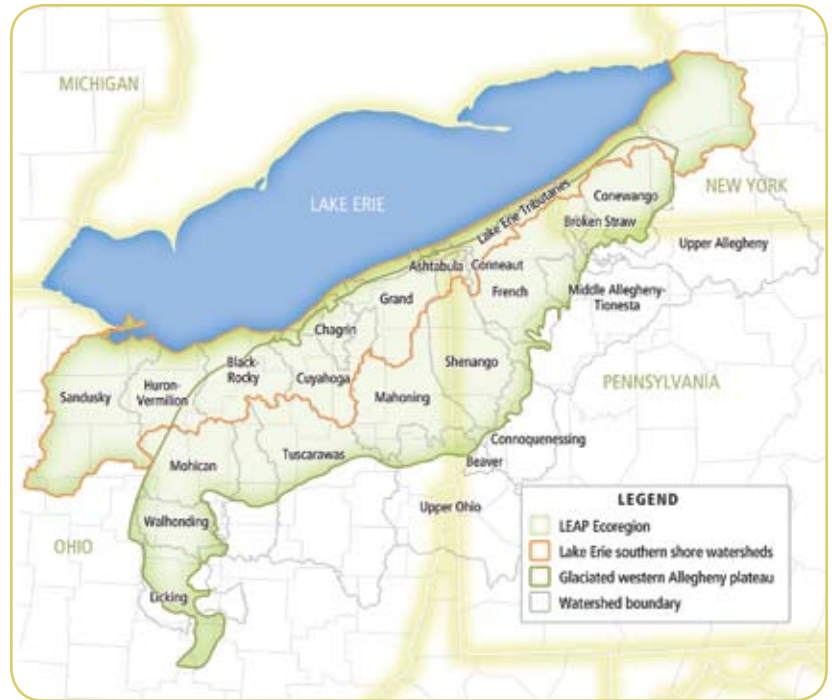 MICHIGAN
LAKE ERIE
NEW YORK
Lake Erie Tributaries
Conewango
Broken Straw
Upper Allegheny
Ashtabula
Conneaut
French
Middle Allegheny-
Tionesta
Grand
Chagrin
Shenango
PENNSYLVANIA
Sandusky
Huron-
Vermilion
Black-
Rocky
Cuyahoga
Mahoning
Connoquenessing
Beaver
Mohican
Tuscarawas
Upper Ohio
Walhonding
OHIO
Licking
LEGEND
LEAP Ecoregion
Lake Erie southern shore watersheds
Glaciated western Allegheny plateau
Watershed boundary